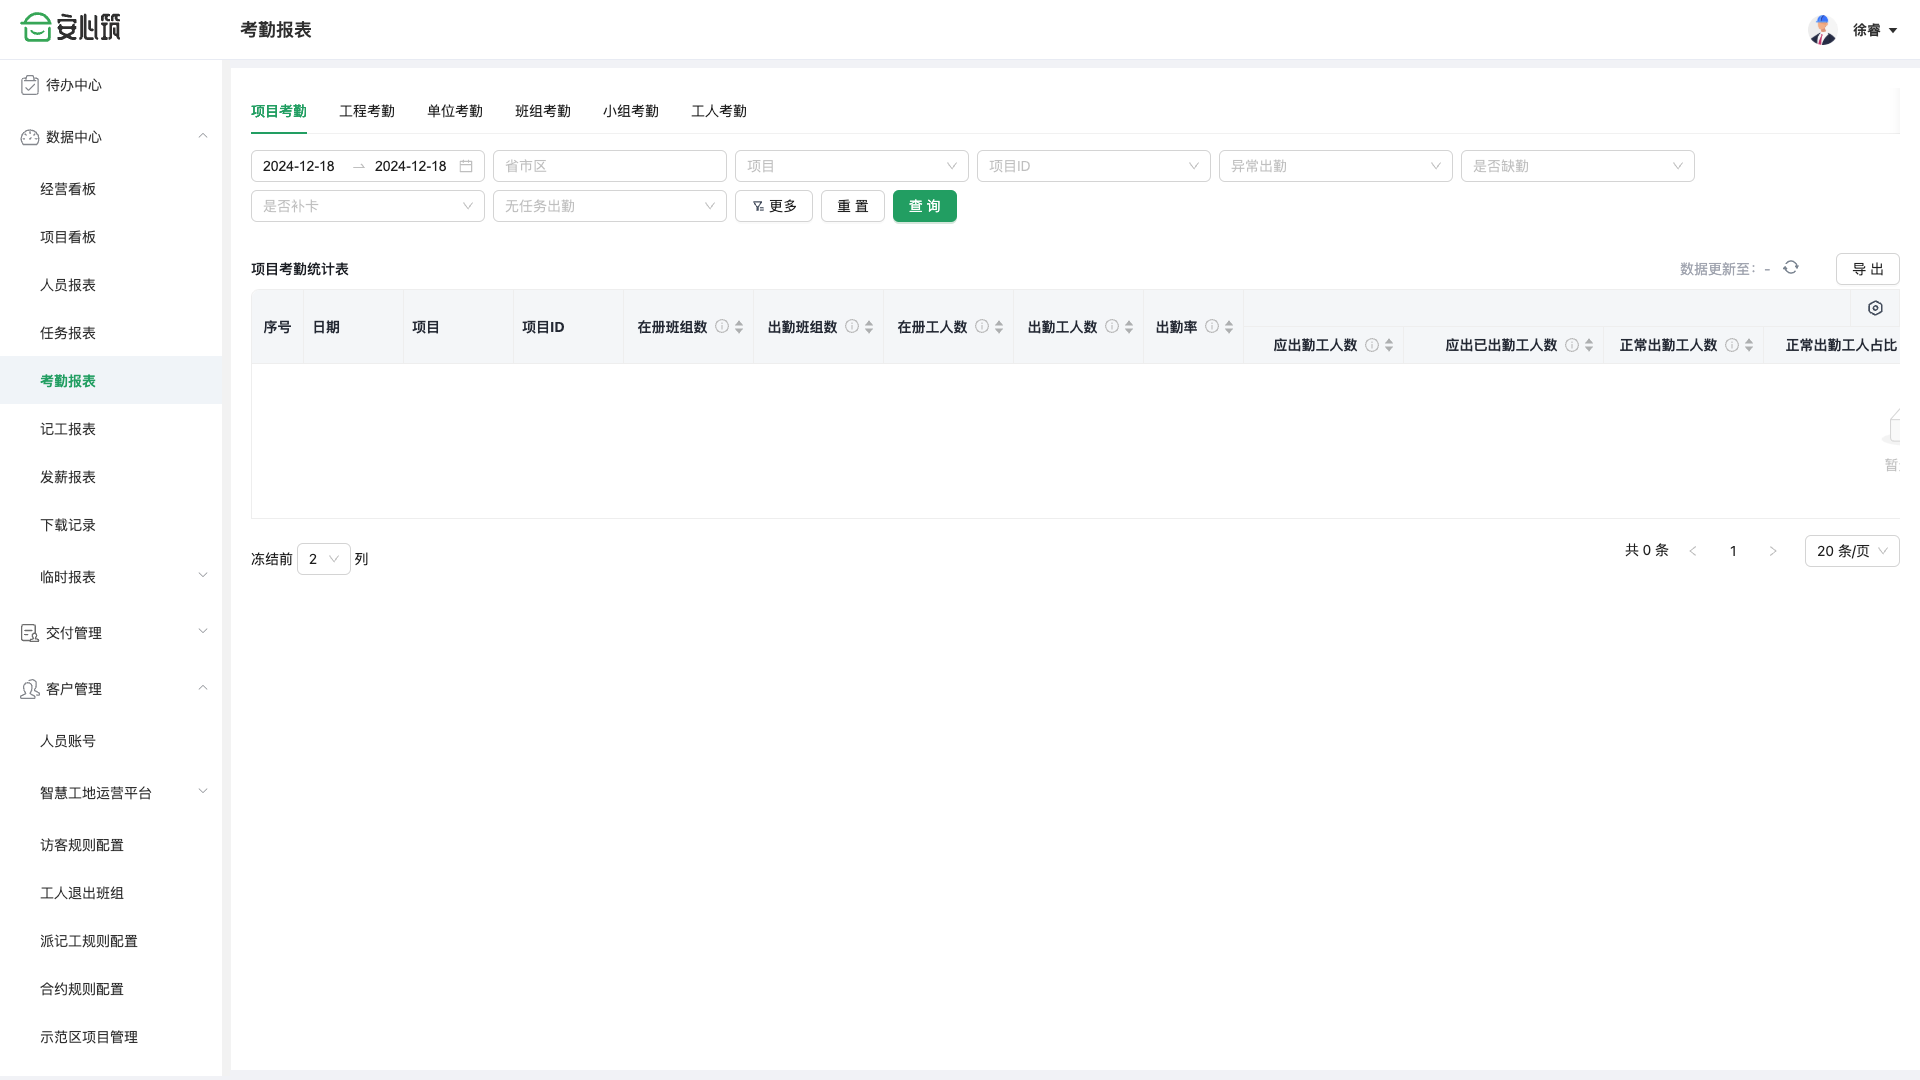 安心筑
考勤报表
徐睿
待办中心
数据中心
经营看板
项目看板
人员报表
任务报表
考勤报表
记工报表
发薪报表
下载记录
临时报表
交付管理
客户管理
人员账号
智慧工地运营平台
访客规则配置
工人退出班组
派记工规则配置
合约规则配置
示范区项目管理
项目考勤 工程考勤 单位考勤 班组考勤 小组考勤 工人考勤
2024-12-18 → 2024-12-18 省市区 项目 项目ID 异常出勤 是否缺勤
是否补卡 无任务出勤 更多 重 置 查 询
项目考勤统计表 数据更新至: - 导 出
序号 日期 项目 项目ID 在册班组数 出勤班组数 在册工人数 出勤工人数 出勤率
应出勤工人数 应出已出勤工人数 正常出勤工人数 正常出勤工人占比
暂
冻结前 2 列
共 0 条 < 1 > 20 条/页